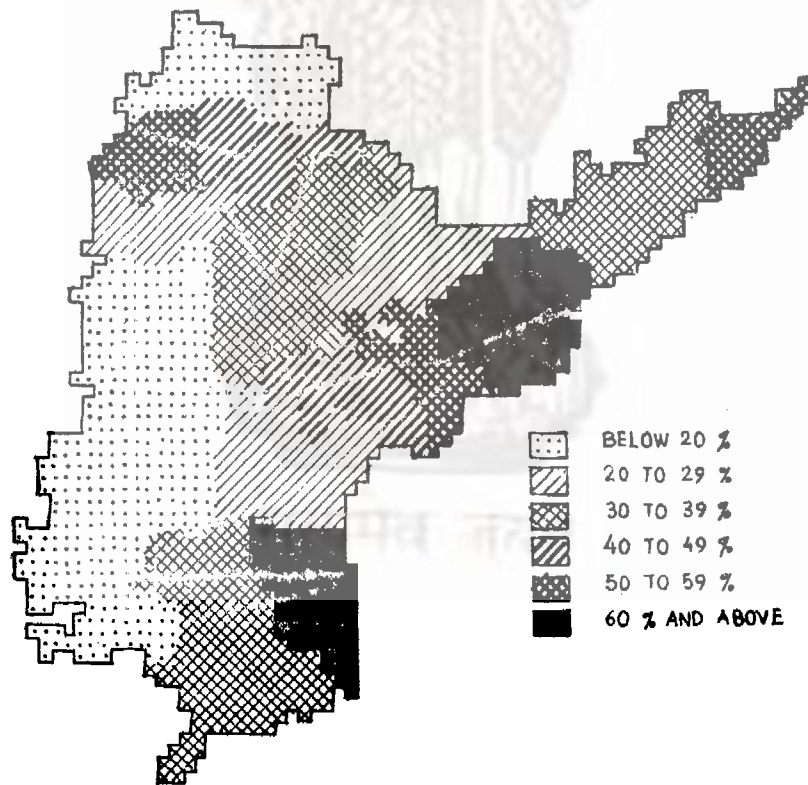 BELOW 20 %
20 TO 29 %
30 TO 39 %
40 TO 49 %
50 TO 59 %
60 % AND ABOVE